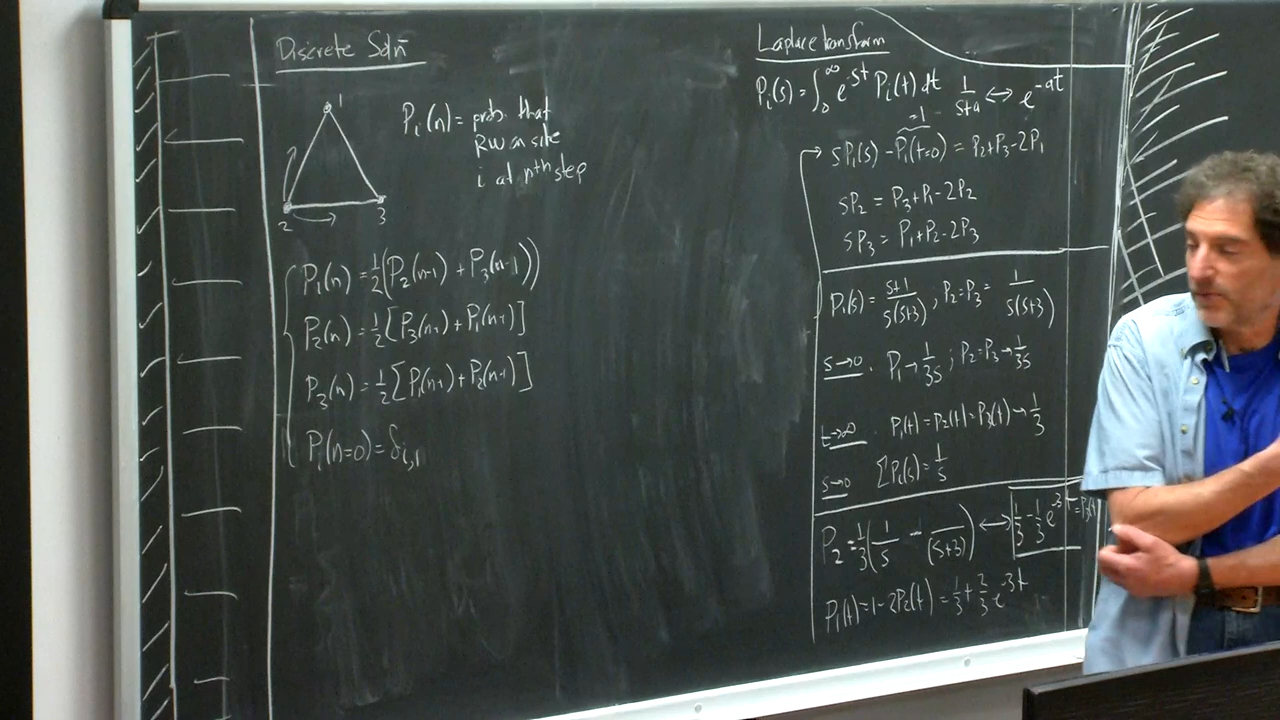 Discrete Sol'n
1
2
3
P_i(n) = prob. that
RW on site
i at n^th step
P_1(n) = 1/2(P_2(n-1) + P_3(n-1))
P_2(n) = 1/2[P_3(n-1) + P_1(n-1)]
P_3(n) = 1/2[P_1(n-1) + P_2(n-1)]
P_i(n=0) = δ_{i,1}
Laplace transform
P_i(s) = ∫_0^∞ e^{-st} P_i(t) dt 1/(s+a) ↔ e^{-at}
=1
sP_1(s) - P_1(t=0) = P_2+P_3-2P_1
sP_2 = P_3+P_1-2P_2
sP_3 = P_1+P_2-2P_3
P_1(s) = (s+1)/(s(s+3)), P_2=P_3= 1/(s(s+3))
s→0. P_1→1/3s ; P_2=P_3→1/3s
t→∞. P_1(t)=P_2(t)=P_3(t)→1/3
s→0 ΣP_i(s) = 1/s
P_2 = 1/3(1/s - 1/(s+3)) ↔ 1/3 - 1/3 e^{-3t} = P_3(t)
P_1(t) = 1-2P_2(t) = 1/3 + 2/3 e^{-3t}